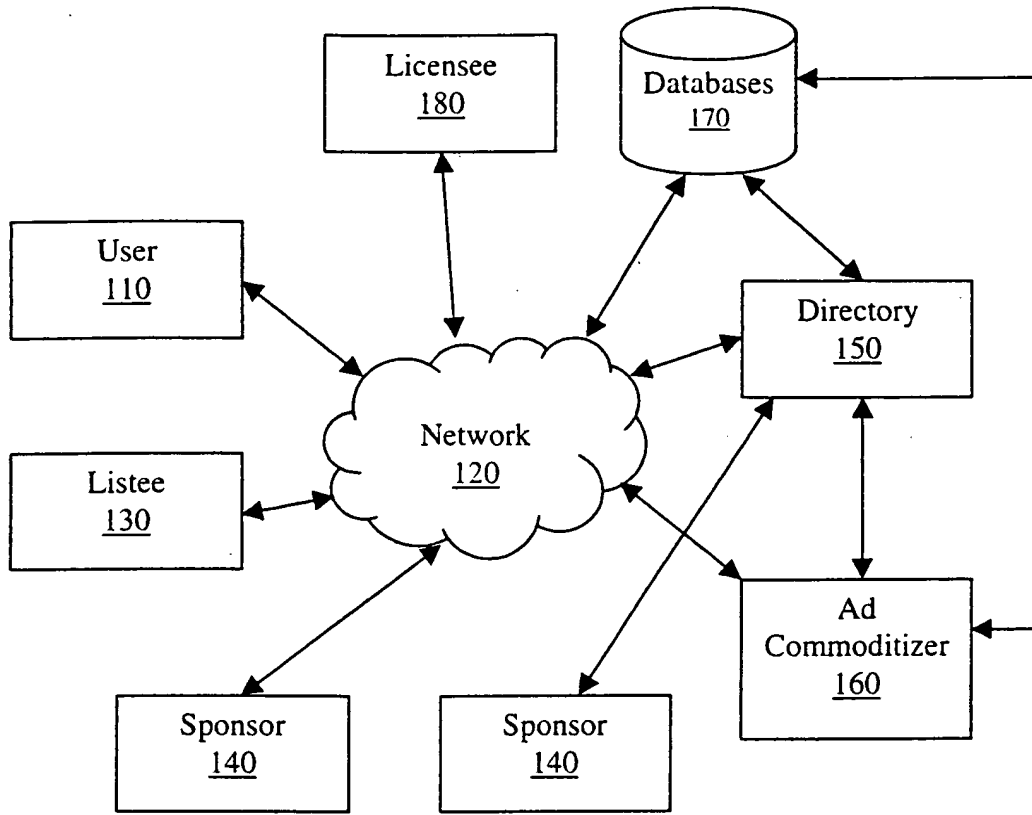 Licensee
180
Databases
170
User
110
Directory
150
Network
120
Listee
130
Ad
Commoditizer
160
Sponsor
140
Sponsor
140